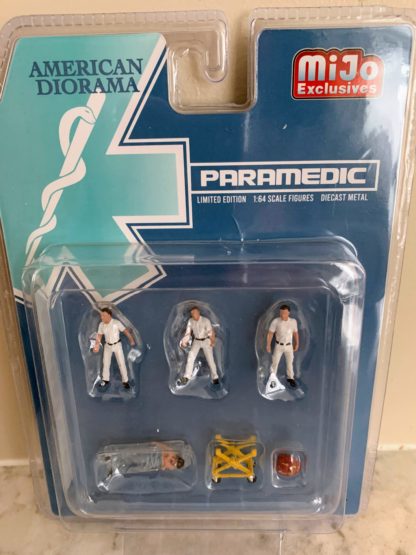 AMERICAN
DIORAMA
MiJo
Exclusives
PARAMEDIC
LIMITED EDITION 1:64 SCALE FIGURES DIECAST METAL